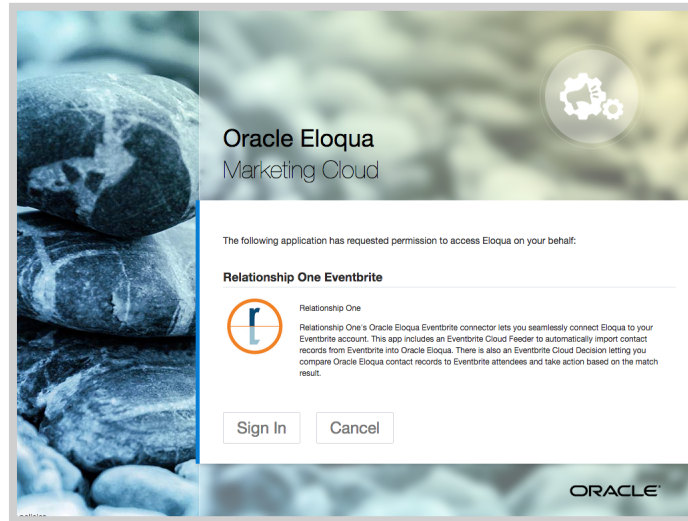 Oracle Eloqua
Marketing Cloud
The following application has requested permission to access Eloqua on your behalf:
Relationship One Eventbrite
Relationship One
Relationship One's Oracle Eloqua Eventbrite connector lets you seamlessly connect Eloqua to your
Eventbrite account. This app includes an Eventbrite Cloud Feeder to automatically import contact
records from Eventbrite into Oracle Eloqua. There is also an Eventbrite Cloud Decision letting you
compare Oracle Eloqua contact records to Eventbrite attendees and take action based on the match
result.
Sign In
Cancel
ORACLE